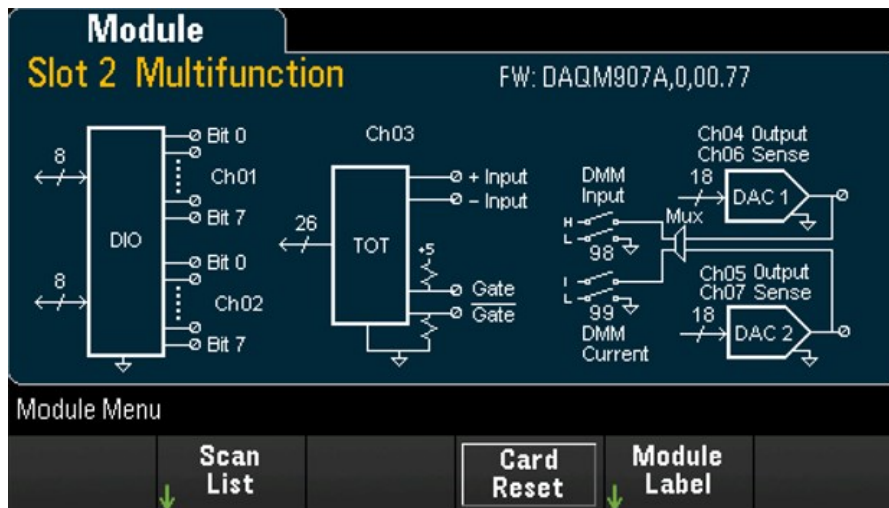 Module
Slot 2 Multifunction
FW: DAQM907A,0,00.77
8
DIO
Bit 0
Ch01
Bit 7
8
Bit 0
Ch02
Bit 7
Ch03
26
TOT
+ Input
- Input
+5
Gate
Gate
DMM
Input
H
L
98
I
L
99
DMM
Current
Mux
Ch04 Output
Ch06 Sense
18
DAC 1
Ch05 Output
Ch07 Sense
18
DAC 2
Module Menu
Scan
List
Card
Reset
Module
Label